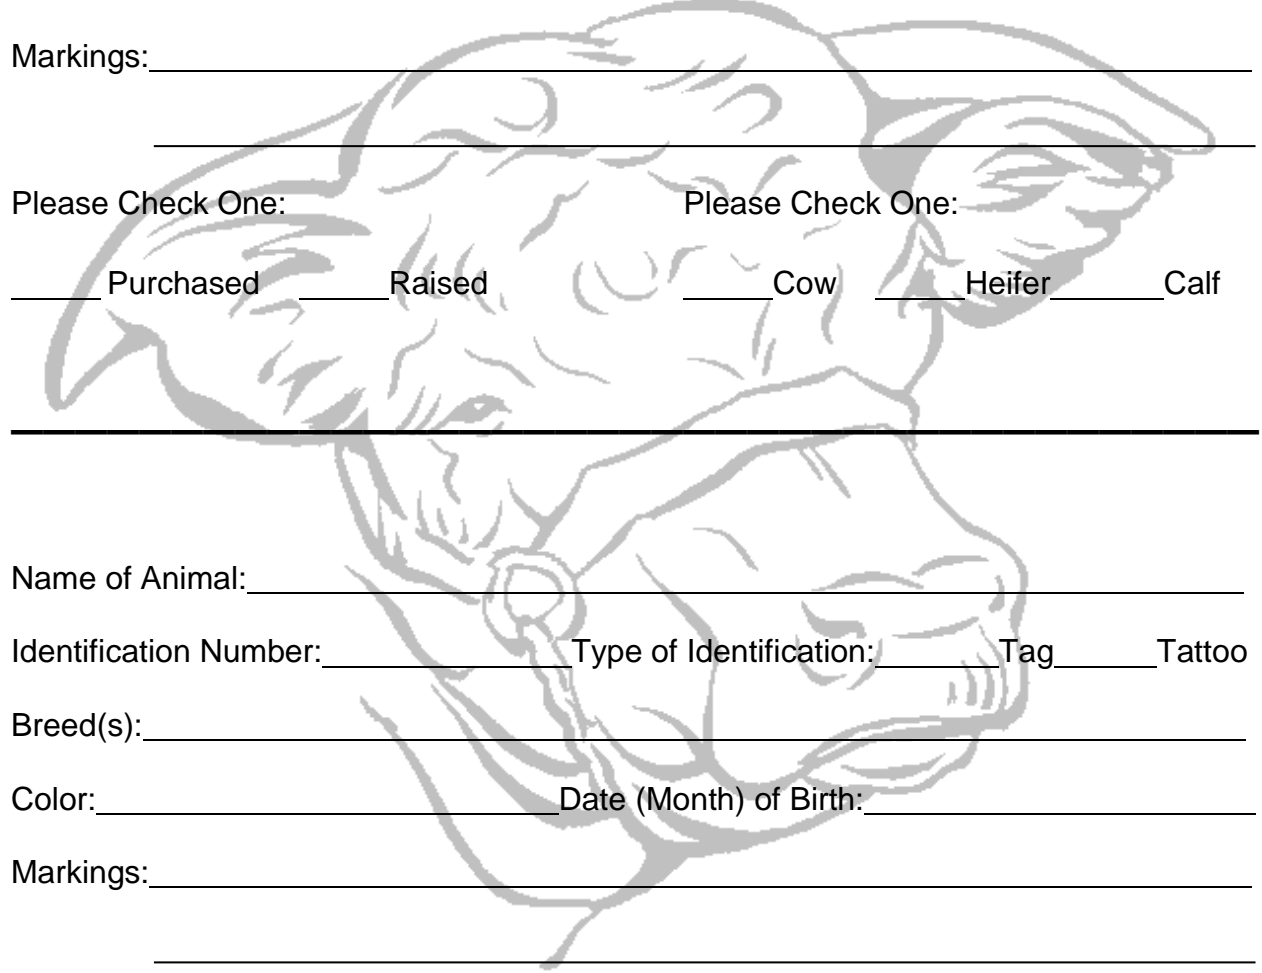 Markings:
Please Check One: Please Check One:
Purchased Raised Cow Heifer Calf
Name of Animal:
Identification Number: Type of Identification: Tag Tattoo
Breed(s):
Color: Date (Month) of Birth:
Markings: